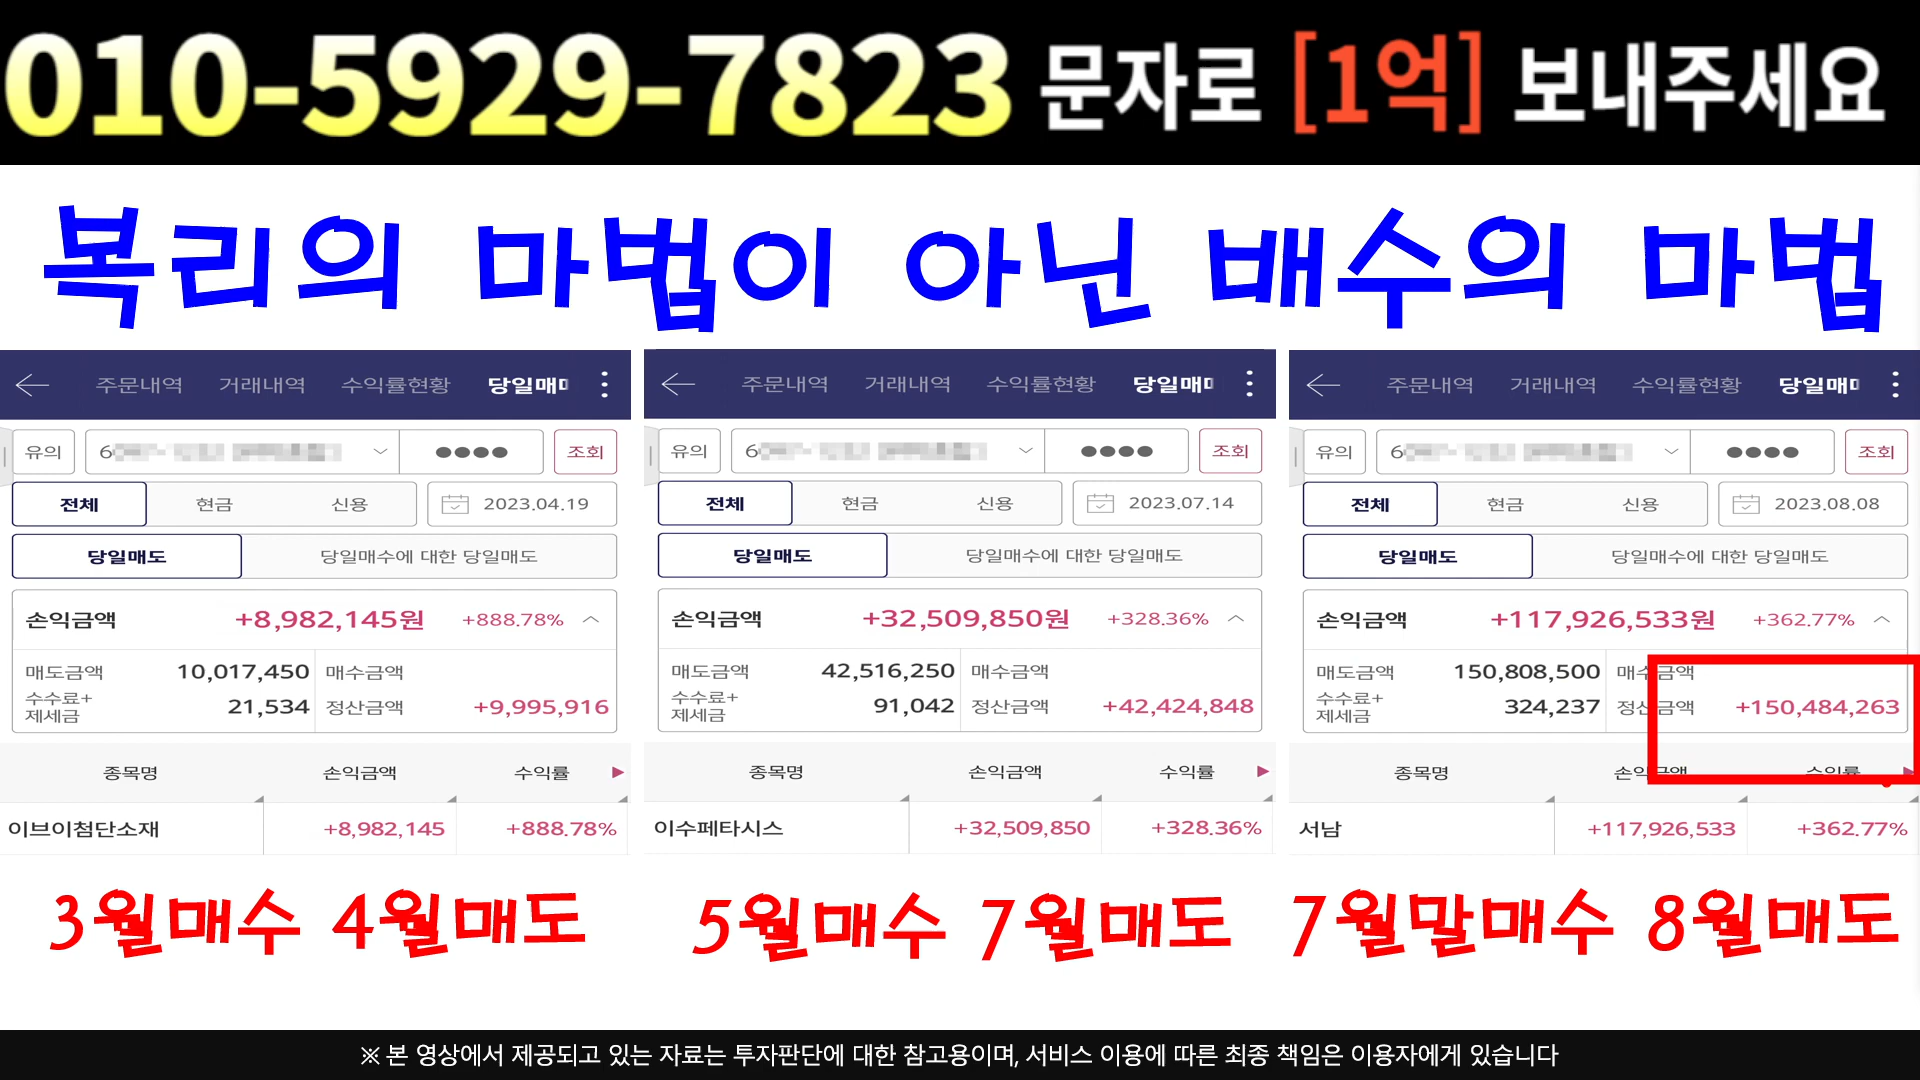 010-5929-7823 문자로 [1억] 보내주세요
복리의 마법이 아닌 배수의 마법
주문내역 거래내역 수익률현황 당일매
유의 6 ●●●● 조회
전체 현금 신용 2023.04.19
당일매도 당일매수에 대한 당일매도
손익금액 +8,982,145원 +888.78%
매도금액 10,017,450 매수금액
수수료+
제세금 21,534 정산금액 +9,995,916
종목명 손익금액 수익률
이브이첨단소재 +8,982,145 +888.78%
3월매수 4월매도
주문내역 거래내역 수익률현황 당일매
유의 6 ●●●● 조회
전체 현금 신용 2023.07.14
당일매도 당일매수에 대한 당일매도
손익금액 +32,509,850원 +328.36%
매도금액 42,516,250 매수금액
수수료+
제세금 91,042 정산금액 +42,424,848
종목명 손익금액 수익률
이수페타시스 +32,509,850 +328.36%
5월매수 7월매도
주문내역 거래내역 수익률현황 당일매
유의 6 ●●●● 조회
전체 현금 신용 2023.08.08
당일매도 당일매수에 대한 당일매도
손익금액 +117,926,533원 +362.77%
매도금액 150,808,500 매수금액
수수료+
제세금 324,237 정산금액 +150,484,263
종목명 손익금액 수익률
서남 +117,926,533 +362.77%
7월말매수 8월매도
※ 본 영상에서 제공되고 있는 자료는 투자판단에 대한 참고용이며, 서비스 이용에 따른 최종 책임은 이용자에게 있습니다